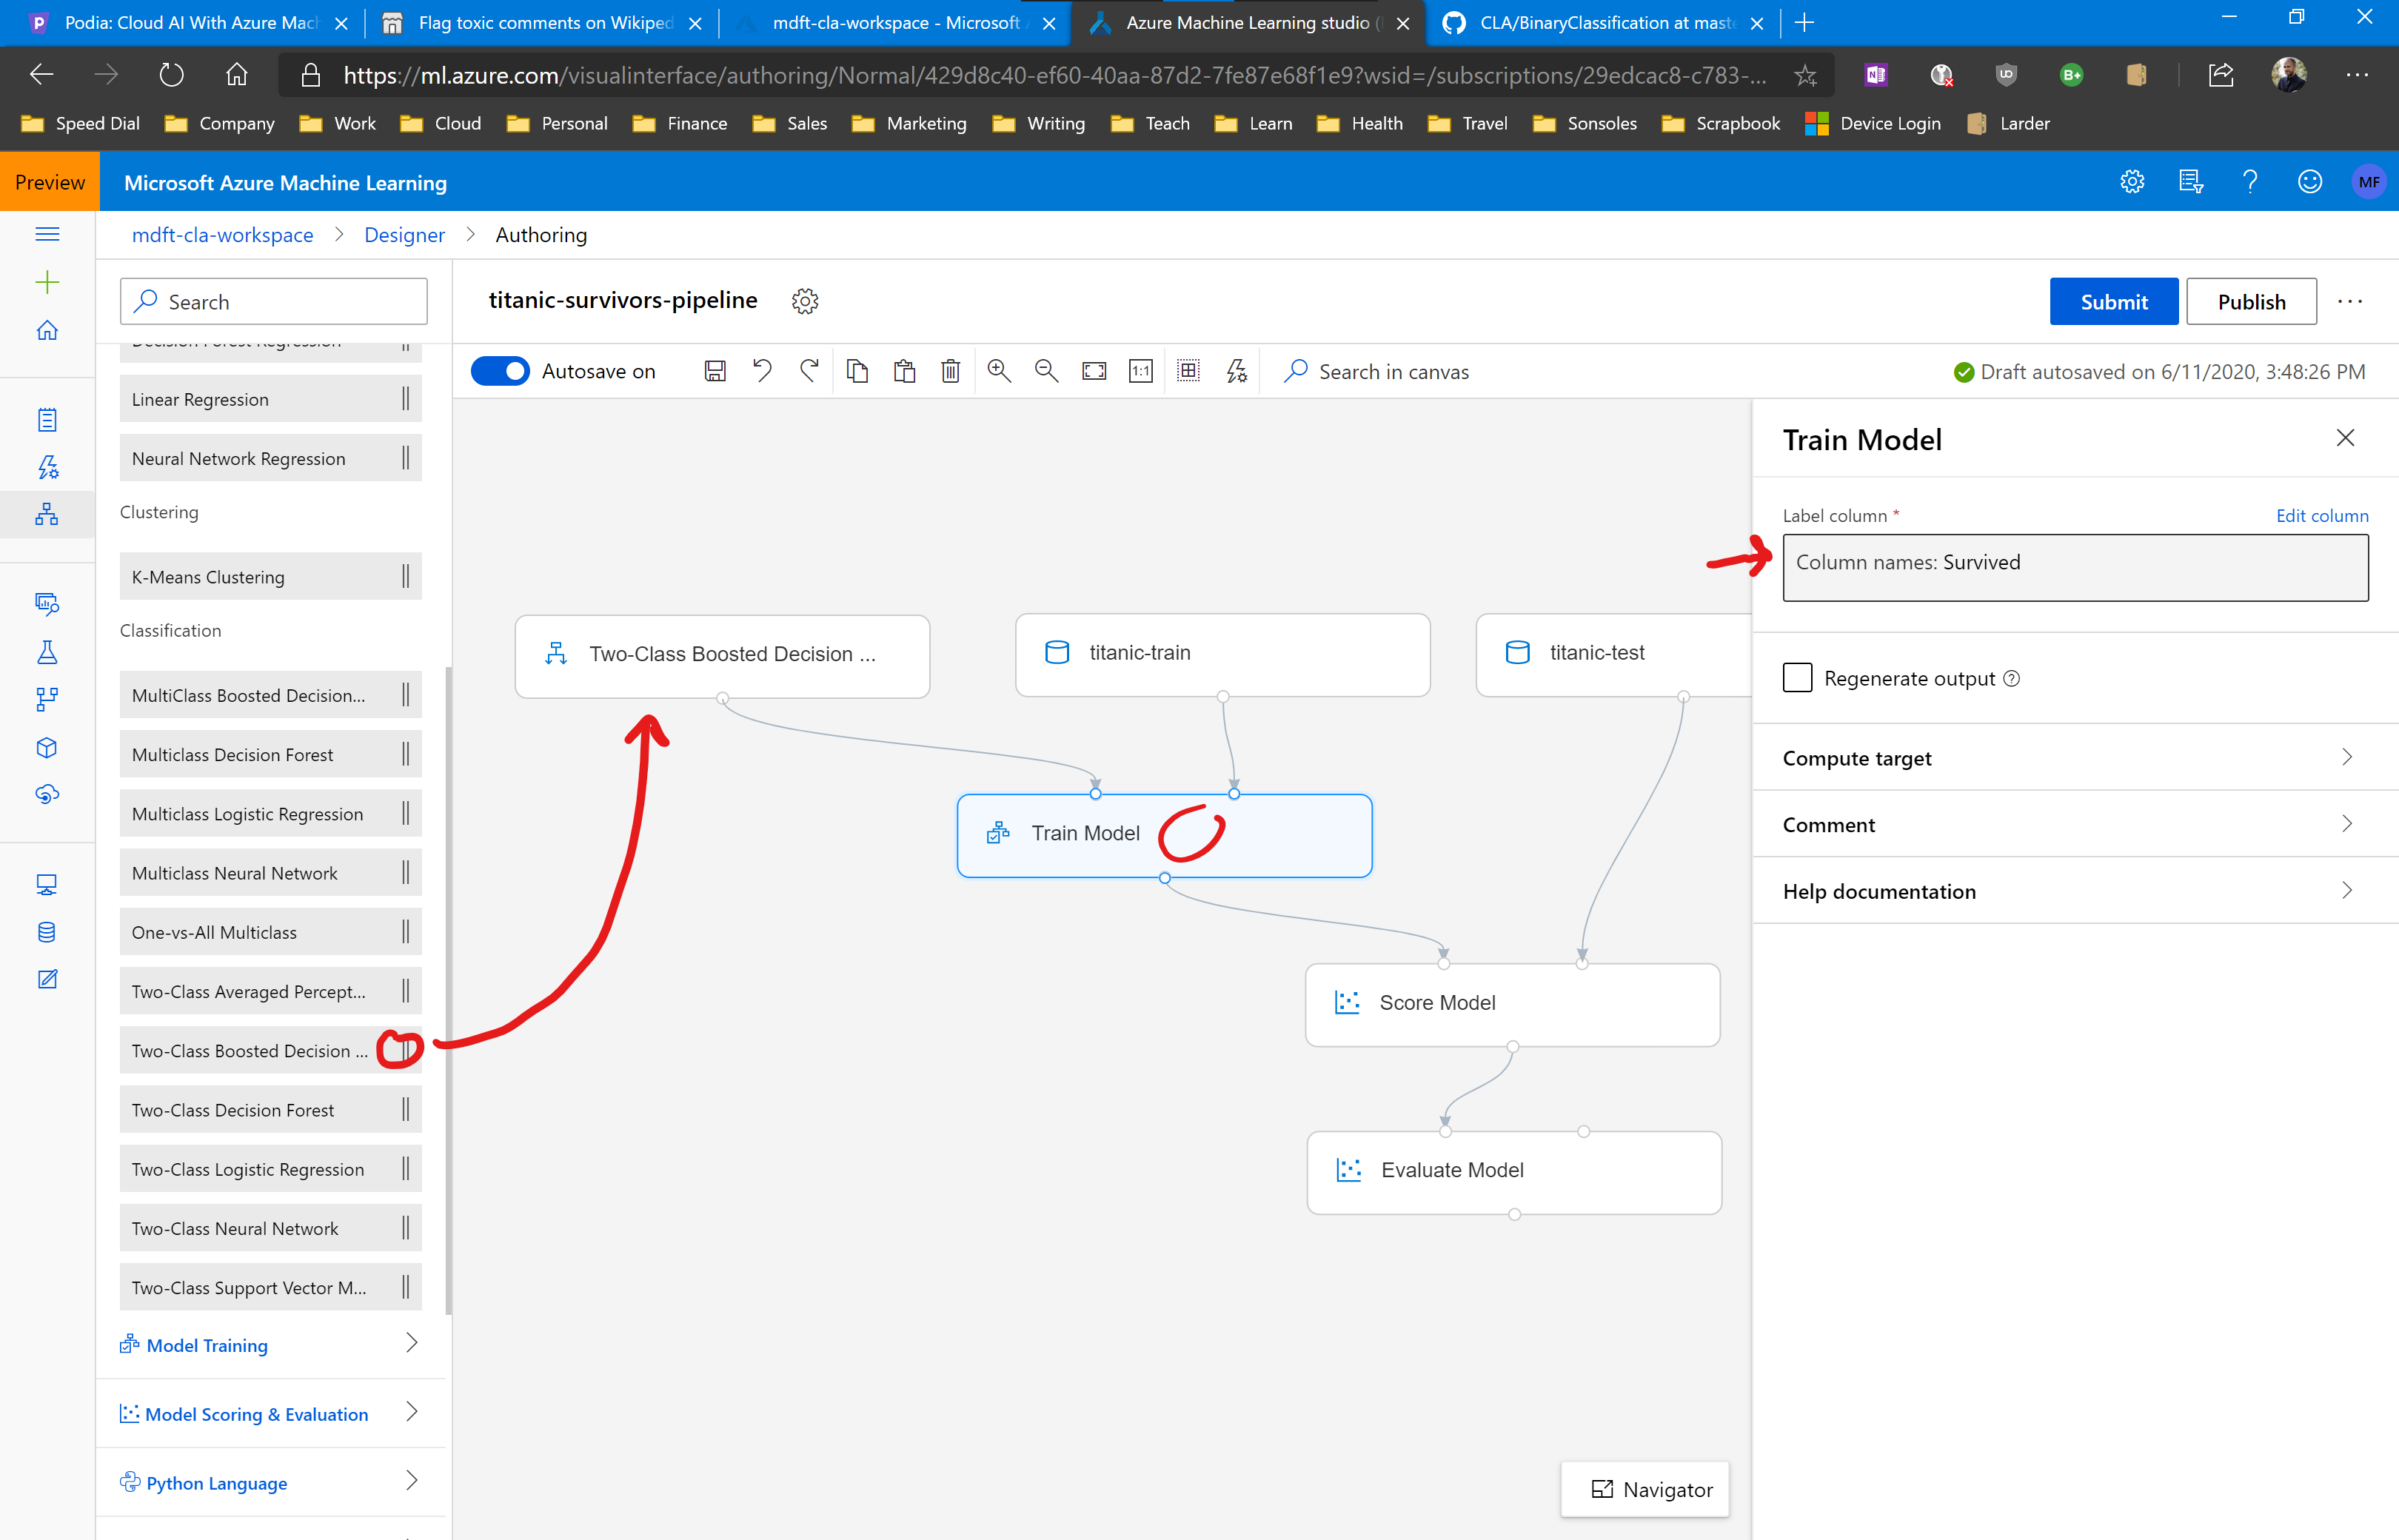 Podia: Cloud AI With Azure Mach
Flag toxic comments on Wikiped
mdft-cla-workspace - Microsoft
Azure Machine Learning studio (
CLA/BinaryClassification at mast
https://ml.azure.com/visualinterface/authoring/Normal/429d8c40-ef60-40aa-87d2-7fe87e68f1e9?wsid=/subscriptions/29edcac8-c783-...
Speed Dial Company Work Cloud Personal Finance Sales Marketing Writing Teach Learn Health Travel Sonsoles Scrapbook Device Login Larder
Preview Microsoft Azure Machine Learning MF
mdft-cla-workspace > Designer > Authoring
Search
titanic-survivors-pipeline
Submit Publish ...
Autosave on
1:1
Search in canvas
Draft autosaved on 6/11/2020, 3:48:26 PM
Decision Forest Regression
Linear Regression
Neural Network Regression
Clustering
K-Means Clustering
Classification
MultiClass Boosted Decision...
Multiclass Decision Forest
Multiclass Logistic Regression
Multiclass Neural Network
One-vs-All Multiclass
Two-Class Averaged Percept...
Two-Class Boosted Decision ...
Two-Class Decision Forest
Two-Class Logistic Regression
Two-Class Neural Network
Two-Class Support Vector M...
Model Training
Model Scoring & Evaluation
Python Language
Two-Class Boosted Decision ...
titanic-train
titanic-test
Train Model
Score Model
Evaluate Model
Navigator
Train Model
Label column *
Edit column
Column names: Survived
Regenerate output
Compute target
Comment
Help documentation